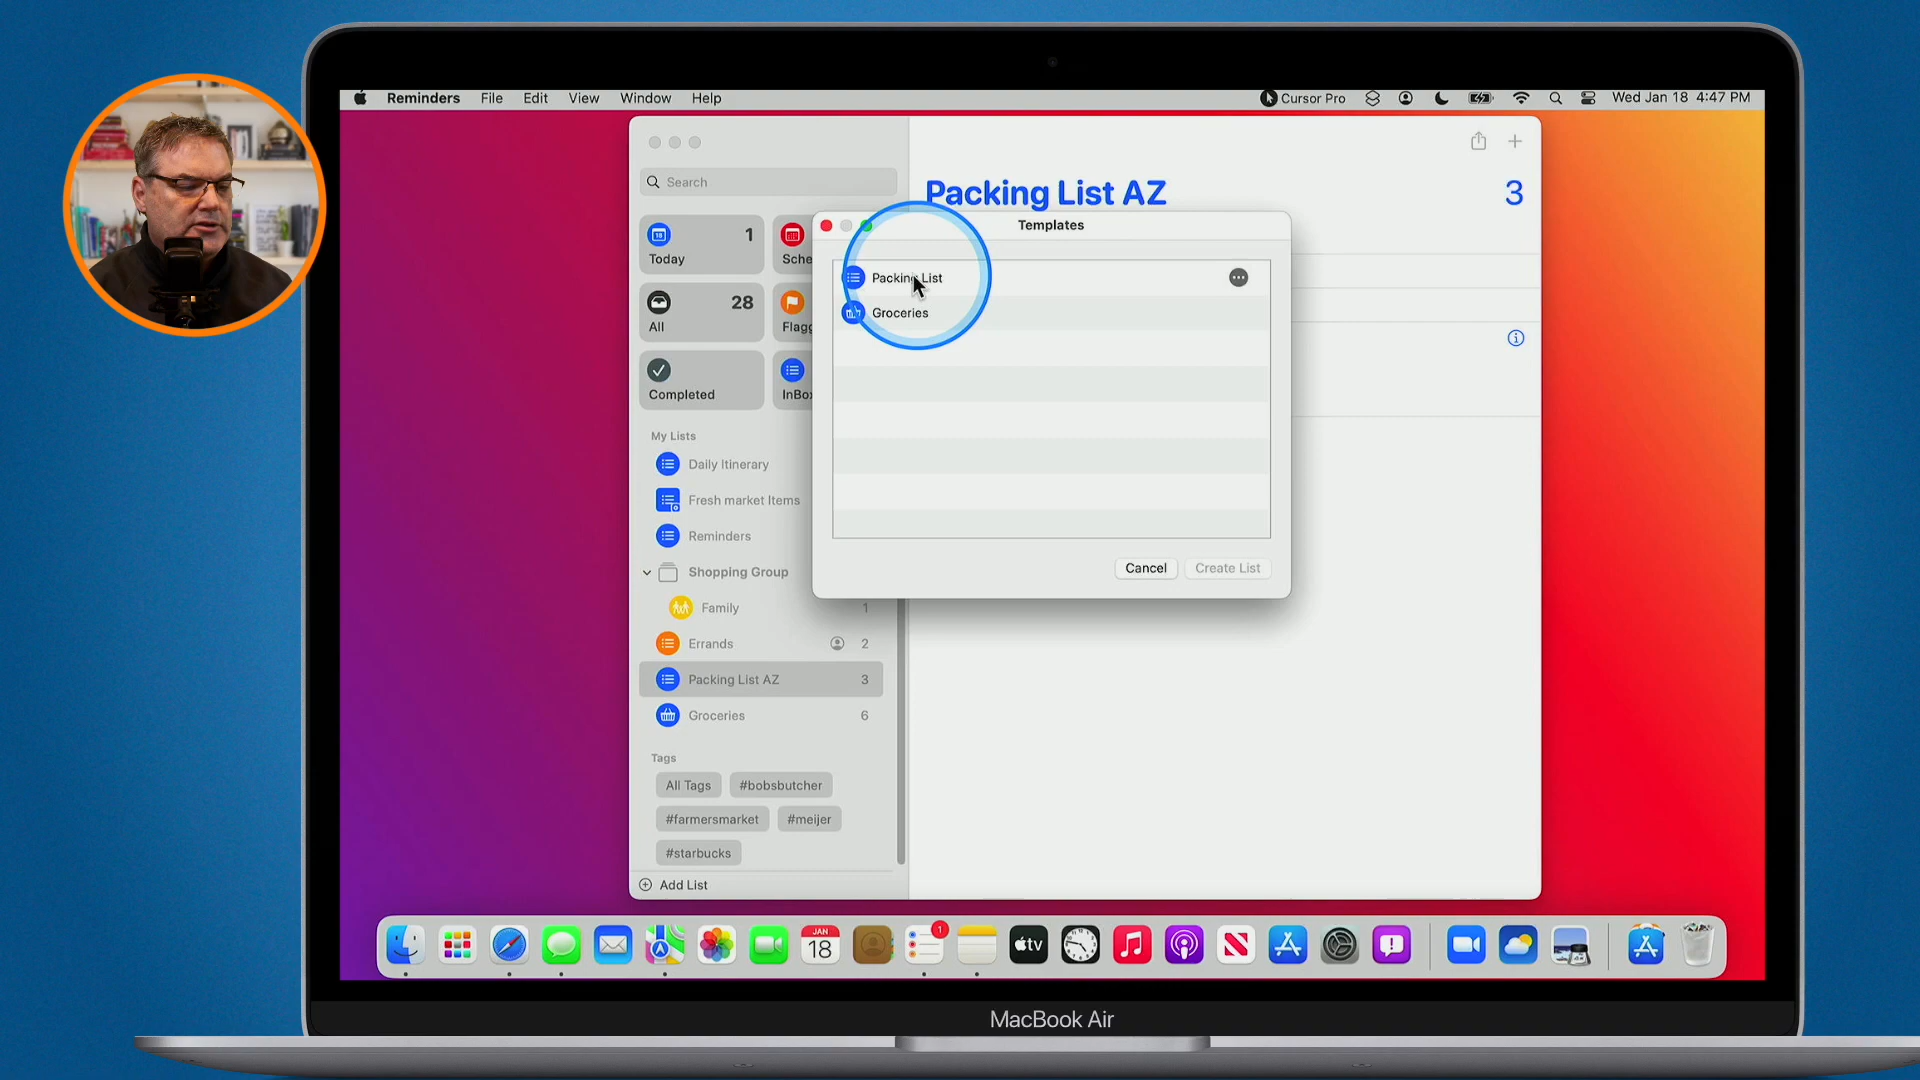 Reminders File Edit View Window Help
Cursor Pro Wed Jan 18 4:47 PM
Search
Packing List AZ 3
Templates
Packing List
Groceries
Cancel Create List
1
Today
Sche
28
All
Flagg
Completed
InBo
My Lists
Daily Itinerary
Fresh market Items
Reminders
Shopping Group
Family 1
Errands 2
Packing List AZ 3
Groceries 6
Tags
All Tags #bobsbutcher
#farmersmarket #meijer
#starbucks
Add List
JAN
18
1
tv
MacBook Air